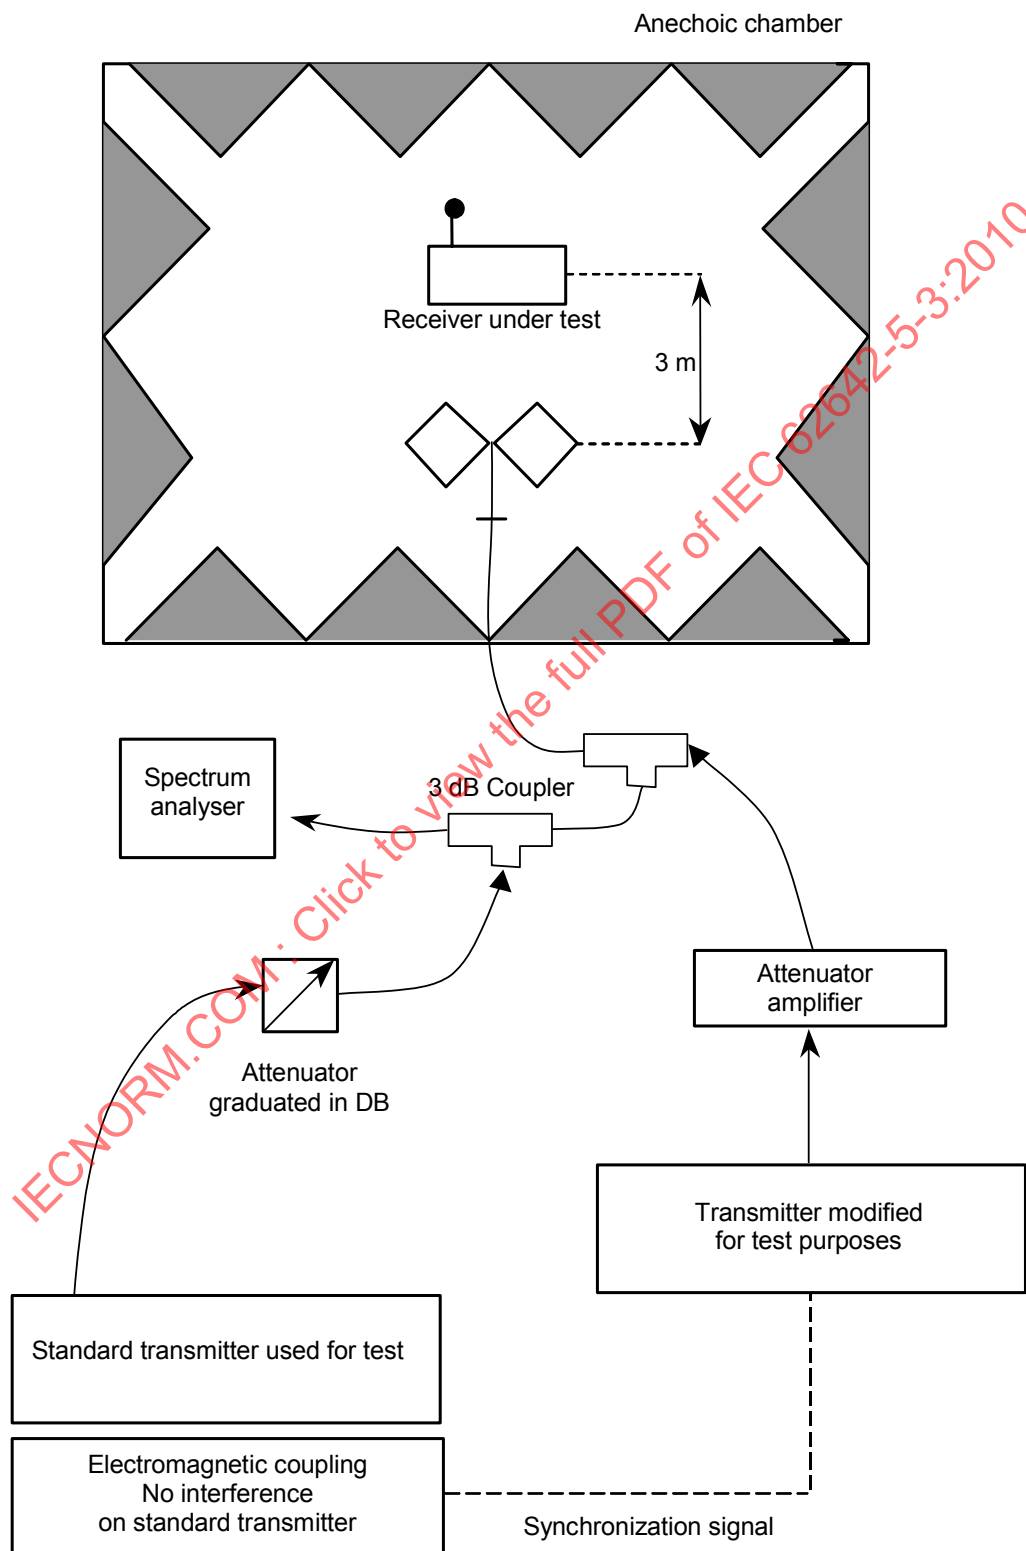 Anechoic chamber
Receiver under test
3 m
Spectrum
analyser
3 dB Coupler
Attenuator
amplifier
Attenuator
graduated in DB
Transmitter modified
for test purposes
Standard transmitter used for test
Electromagnetic coupling
No interference
on standard transmitter
Synchronization signal
IECNORM.COM : Click to view the full PDF of IEC 62642-5-3:2010